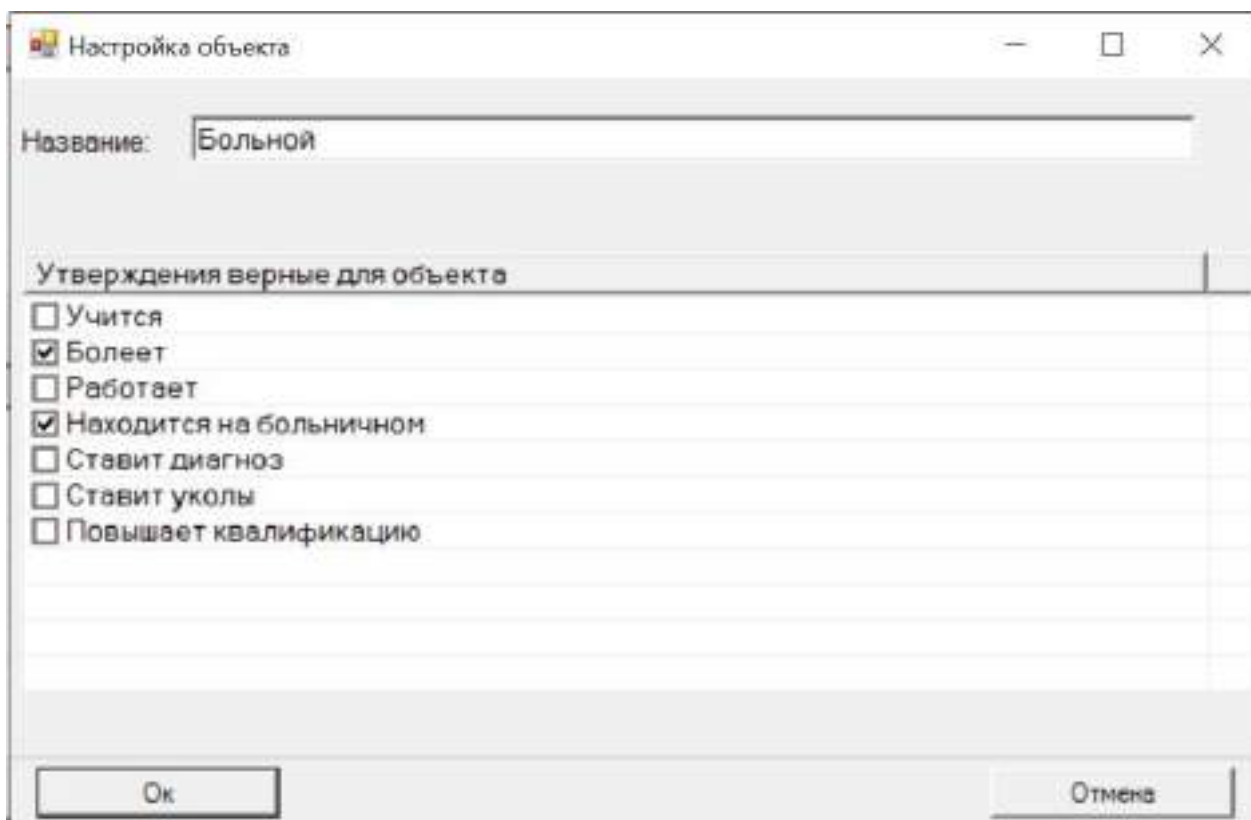 Настройка объекта
Название: Больной
Утверждения верные для объекта
Учится
Болеет
Работает
Находится на больничном
Ставит диагноз
Ставит уколы
Повышает квалификацию
Ок Отмена